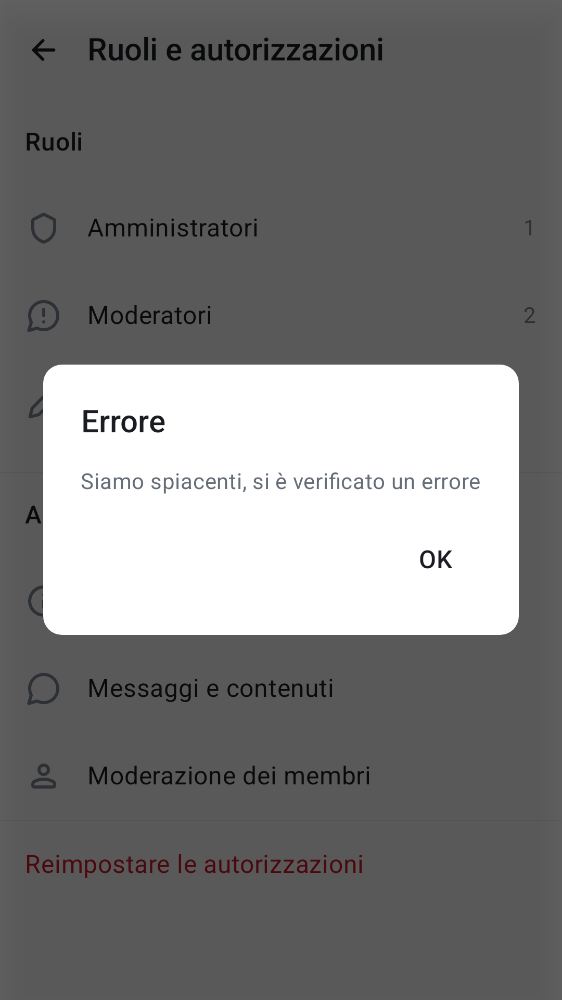 Ruoli e autorizzazioni
Ruoli
Amministratori 1
Moderatori 2
Errore
Siamo spiacenti, si è verificato un errore
OK
Messaggi e contenuti
Moderazione dei membri
Reimpostare le autorizzazioni